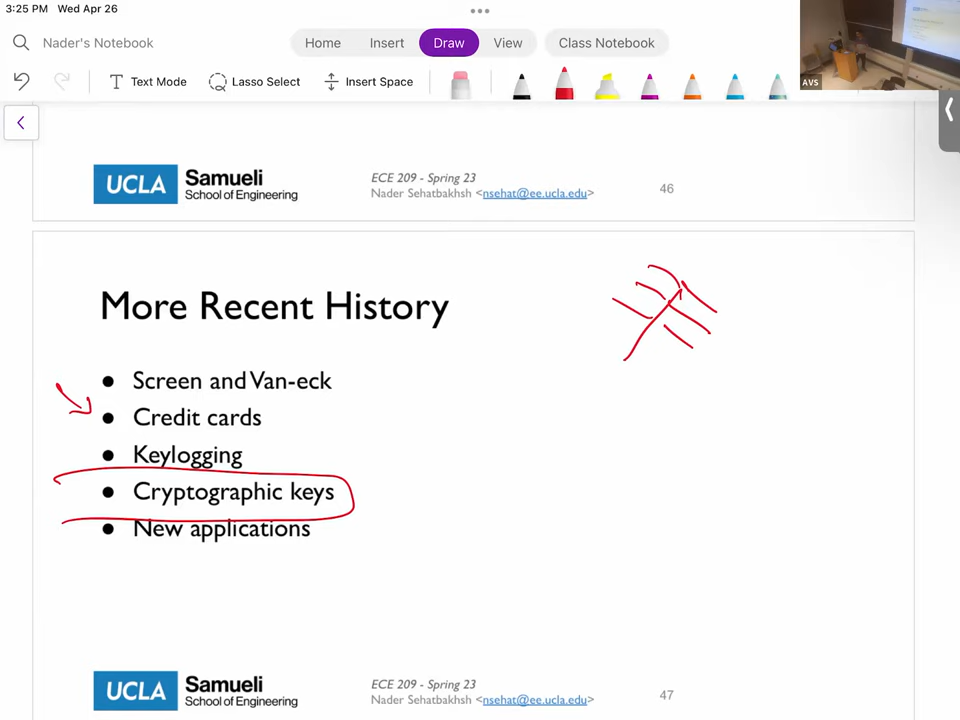 3:25 PM Wed Apr 26
Nader's Notebook
Home Insert Draw View Class Notebook
Text Mode Lasso Select Insert Space
AVS
UCLA Samueli School of Engineering
ECE 209 - Spring 23
Nader Sehatbakhsh <nsehat@ee.ucla.edu>
46
More Recent History
● Screen and Van-eck
● Credit cards
● Keylogging
● Cryptographic keys
● New applications
UCLA Samueli School of Engineering
ECE 209 - Spring 23
Nader Sehatbakhsh <nsehat@ee.ucla.edu>
47